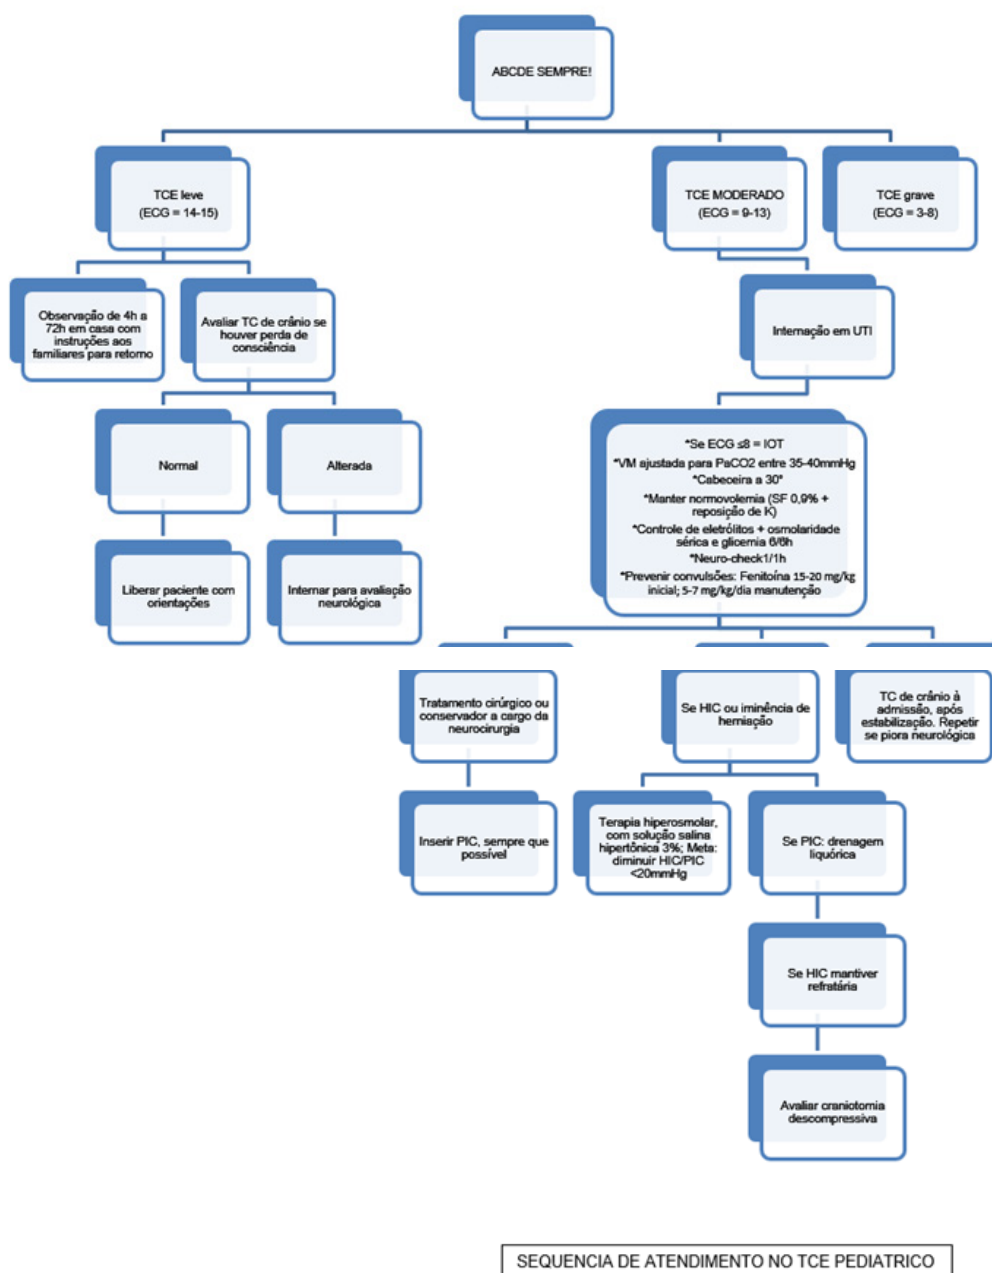 ABCDE SEMPRE!
TCE leve
(ECG = 14-15)
TCE MODERADO
(ECG = 9-13)
TCE grave
(ECG = 3-8)
Observação de 4h a
72h em casa com
instruções aos
familiares para retorno
Avaliar TC de crânio se
houver perda de
consciência
Internação em UTI
Normal
Alterada
*Se ECG ≤8 = IOT
*VM ajustada para PaCO2 entre 35-40mmHg
*Cabeceira a 30°
*Manter normovolemia (SF 0,9% +
reposição de K)
*Controle de eletrólitos + osmolaridade
sérica e glicemia 6/6h
*Neuro-check1/1h
*Prevenir convulsões: Fenitoína 15-20 mg/kg
inicial; 5-7 mg/kg/dia manutenção
Liberar paciente com
orientações
Internar para avaliação
neurológica
Tratamento cirúrgico ou
conservador a cargo da
neurocirurgia
Se HIC ou iminência de
herniação
TC de crânio à
admissão, após
estabilização. Repetir
se piora neurológica
Inserir PIC, sempre que
possível
Terapia hiperosmolar,
com solução salina
hipertônica 3%; Meta:
diminuir HIC/PIC
<20mmHg
Se PIC: drenagem
liquórica
Se HIC mantiver
refratária
Avaliar craniotomia
descompressiva
SEQUENCIA DE ATENDIMENTO NO TCE PEDIATRICO